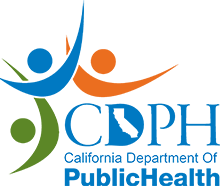 CDPH
California Department Of
PublicHealth